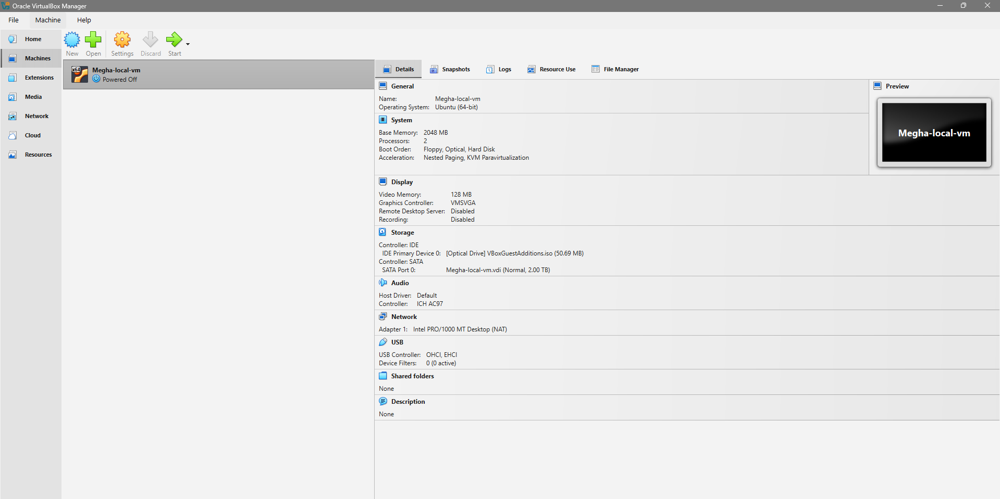 Oracle VirtualBox Manager
File Machine Help
Home
Machines
Extensions
Media
Network
Cloud
Resources
New Open Settings Discard Start
x64
Megha-local-vm
Powered Off
Details Snapshots Logs Resource Use File Manager
General
Name: Megha-local-vm
Operating System: Ubuntu (64-bit)
System
Base Memory: 2048 MB
Processors: 2
Boot Order: Floppy, Optical, Hard Disk
Acceleration: Nested Paging, KVM Paravirtualization
Preview
Megha-local-vm
Display
Video Memory: 128 MB
Graphics Controller: VMSVGA
Remote Desktop Server: Disabled
Recording: Disabled
Storage
Controller: IDE
IDE Primary Device 0: [Optical Drive] VBoxGuestAdditions.iso (50.69 MB)
Controller: SATA
SATA Port 0: Megha-local-vm.vdi (Normal, 2.00 TB)
Audio
Host Driver: Default
Controller: ICH AC97
Network
Adapter 1: Intel PRO/1000 MT Desktop (NAT)
USB
USB Controller: OHCI, EHCI
Device Filters: 0 (0 active)
Shared folders
None
Description
None